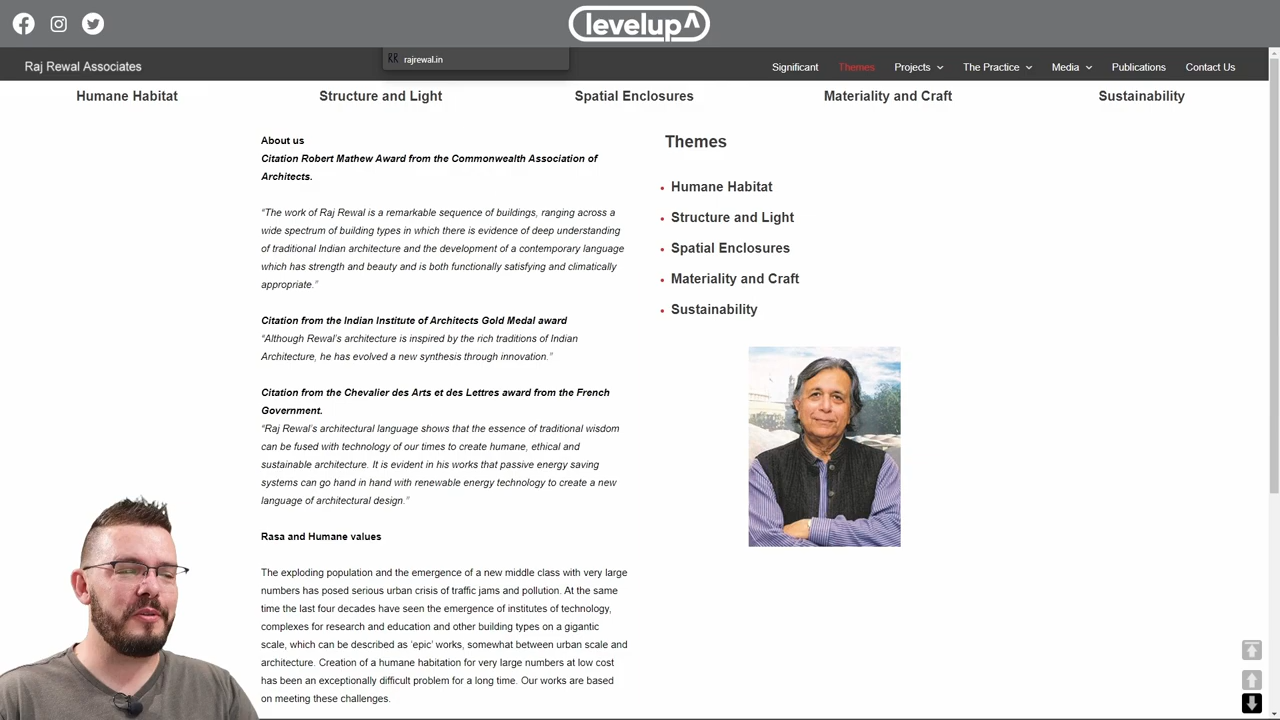 levelup^
RR rajrewal.in
Raj Rewal Associates
Significant Themes Projects The Practice Media Publications Contact Us
Humane Habitat Structure and Light Spatial Enclosures Materiality and Craft Sustainability
About us
Citation Robert Mathew Award from the Commonwealth Association of
Architects.
“The work of Raj Rewal is a remarkable sequence of buildings, ranging across a
wide spectrum of building types in which there is evidence of deep understanding
of traditional Indian architecture and the development of a contemporary language
which has strength and beauty and is both functionally satisfying and climatically
appropriate.”
Citation from the Indian Institute of Architects Gold Medal award
“Although Rewal’s architecture is inspired by the rich traditions of Indian
Architecture, he has evolved a new synthesis through innovation.”
Citation from the Chevalier des Arts et des Lettres award from the French
Government.
“Raj Rewal’s architectural language shows that the essence of traditional wisdom
can be fused with technology of our times to create humane, ethical and
sustainable architecture. It is evident in his works that passive energy saving
systems can go hand in hand with renewable energy technology to create a new
language of architectural design.”
Rasa and Humane values
The exploding population and the emergence of a new middle class with very large
numbers has posed serious urban crisis of traffic jams and pollution. At the same
time the last four decades have seen the emergence of institutes of technology,
complexes for research and education and other building types on a gigantic
scale, which can be described as ‘epic’ works, somewhat between urban scale and
architecture. Creation of a humane habitation for very large numbers at low cost
has been an exceptionally difficult problem for a long time. Our works are based
on meeting these challenges.
Themes
• Humane Habitat
• Structure and Light
• Spatial Enclosures
• Materiality and Craft
• Sustainability